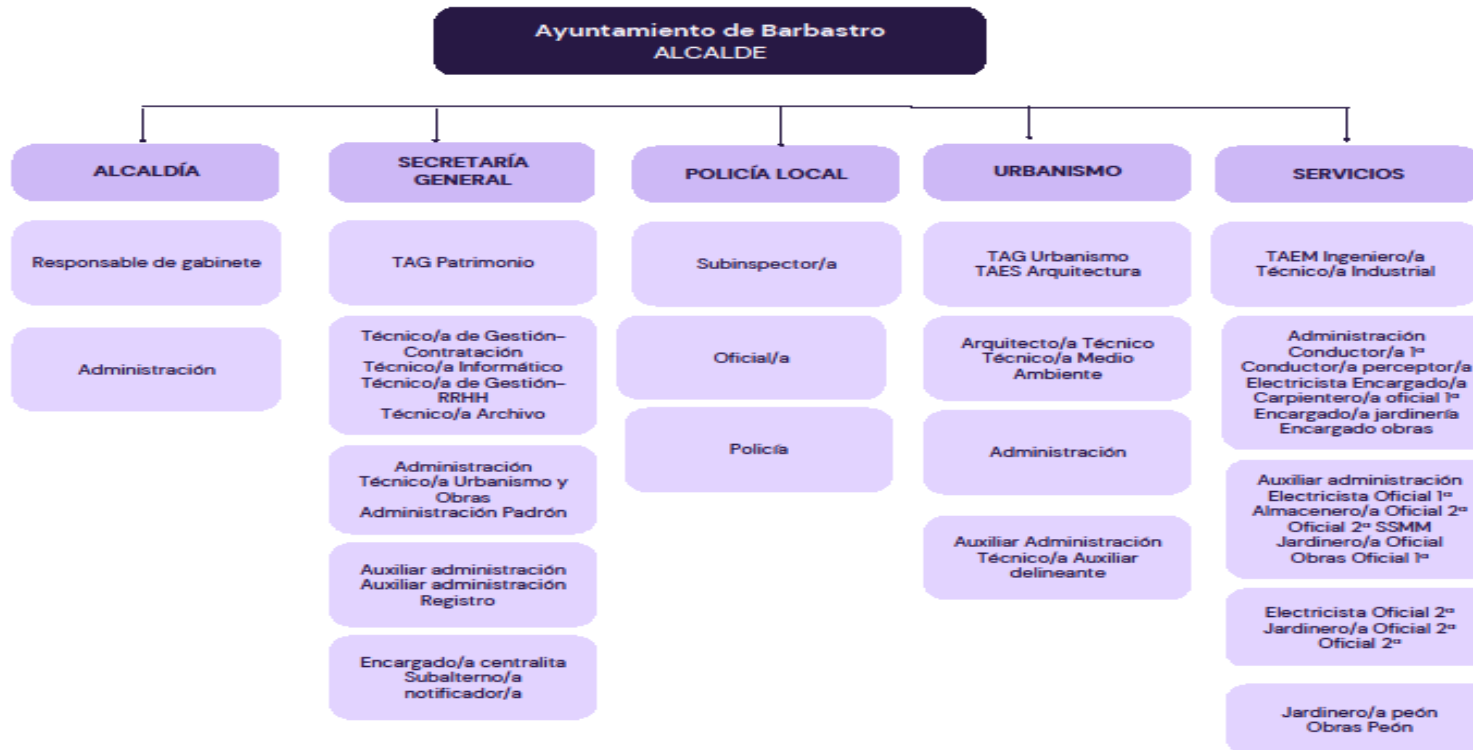 Ayuntamiento de Barbastro
ALCALDE
ALCALDÍA
Responsable de gabinete
Administración
SECRETARÍA
GENERAL
TAG Patrimonio
Técnico/a de Gestión-
Contratación
Técnico/a Informático
Técnico/a de Gestión-
RRHH
Técnico/a Archivo
Administración
Técnico/a Urbanismo y
Obras
Administración Padrón
Auxiliar administración
Auxiliar administración
Registro
Encargado/a centralita
Subalterno/a
notificador/a
POLICÍA LOCAL
Subinspector/a
Oficial/a
Policía
URBANISMO
TAG Urbanismo
TAES Arquitectura
Arquitecto/a Técnico
Técnico/a Medio
Ambiente
Administración
Auxiliar Administración
Técnico/a Auxiliar
delineante
SERVICIOS
TAEM Ingeniero/a
Técnico/a Industrial
Administración
Conductor/a 1ª
Conductor/a perceptor/a
Electricista Encargado/a
Carpientero/a oficial 1ª
Encargado/a jardinería
Encargado obras
Auxiliar administración
Electricista Oficial 1ª
Almacenero/a Oficial 2ª
Oficial 2ª SSMM
Jardinero/a Oficial
Obras Oficial 1ª
Electricista Oficial 2ª
Jardinero/a Oficial 2ª
Oficial 2ª
Jardinero/a peón
Obras Peón